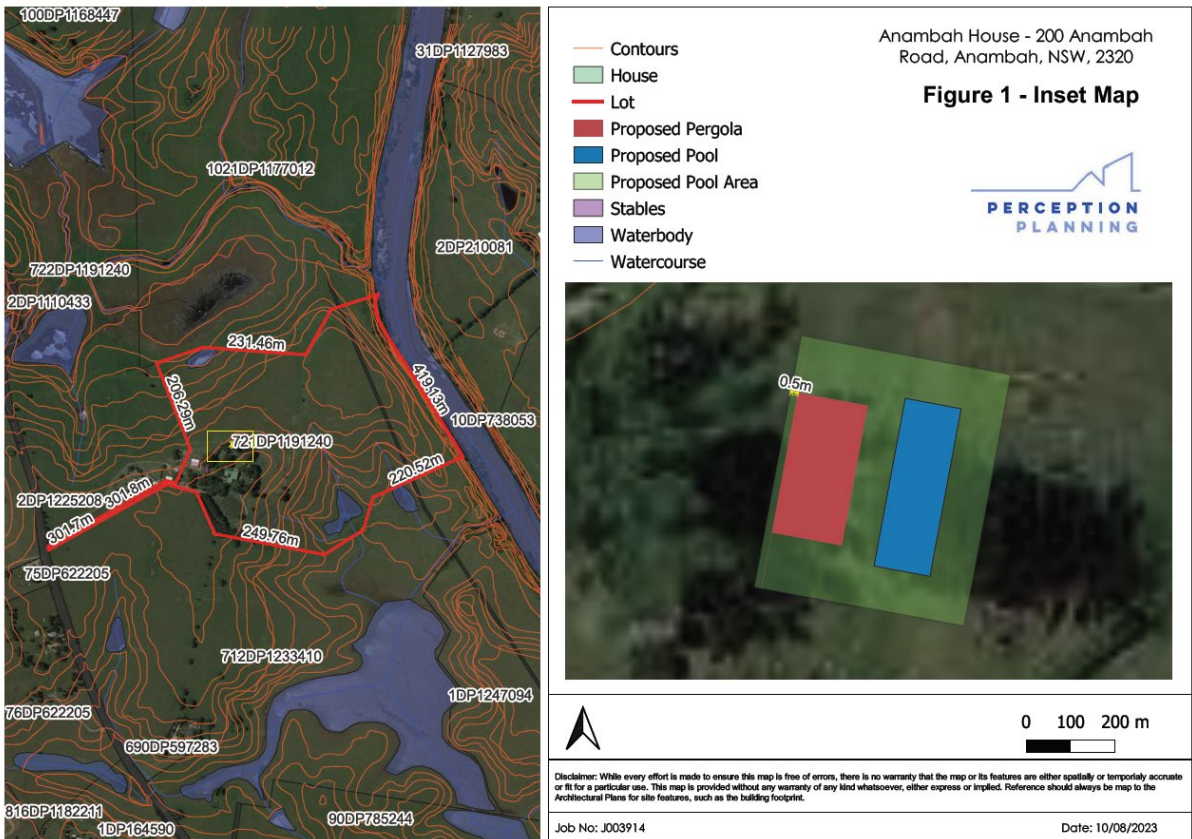 100DP1168447
31DP1127983
1021DP1177012
2DP210081
722DP1191240
2DP1110433
231.46m
206.29m
419.13m
10DP738053
721DP1191240
220.52m
2DP1225208
301.8m
301.7m
249.76m
75DP622205
712DP1233410
1DP1247094
76DP622205
690DP597283
816DP1182211
1DP164590
90DP785244
Contours
House
Lot
Proposed Pergola
Proposed Pool
Proposed Pool Area
Stables
Waterbody
Watercourse
Anambah House - 200 Anambah
Road, Anambah, NSW, 2320
Figure 1 - Inset Map
PERCEPTION
PLANNING
0.5m
0 100 200 m
Disclaimer: While every effort is made to ensure this map is free of errors, there is no warranty that the map or its features are either spatially or temporialy accruate
or fit for a particular use. This map is provided without any warranty of any kind whatsoever, either express or implied. Reference should always be map to the
Architectural Plans for site features, such as the building footprint.
Job No: J003914
Date: 10/08/2023